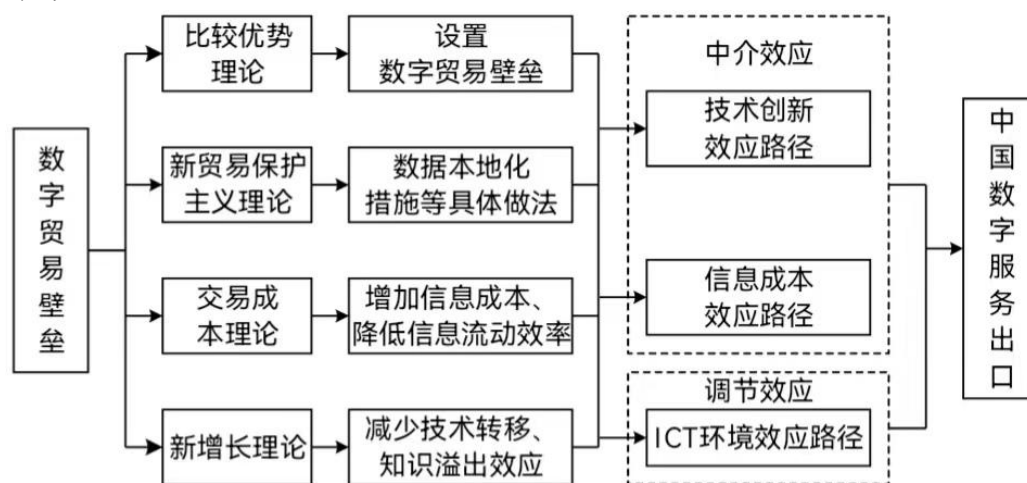 数字贸易壁垒
比较优势
理论
设置
数字贸易壁垒
新贸易保护
主义理论
数据本地化
措施等具体做法
交易成
本理论
增加信息成本、
降低信息流动效率
新增长理论
减少技术转移、
知识溢出效应
中介效应
技术创新
效应路径
信息成本
效应路径
调节效应
ICT环境效应路径
中国数字服务出口